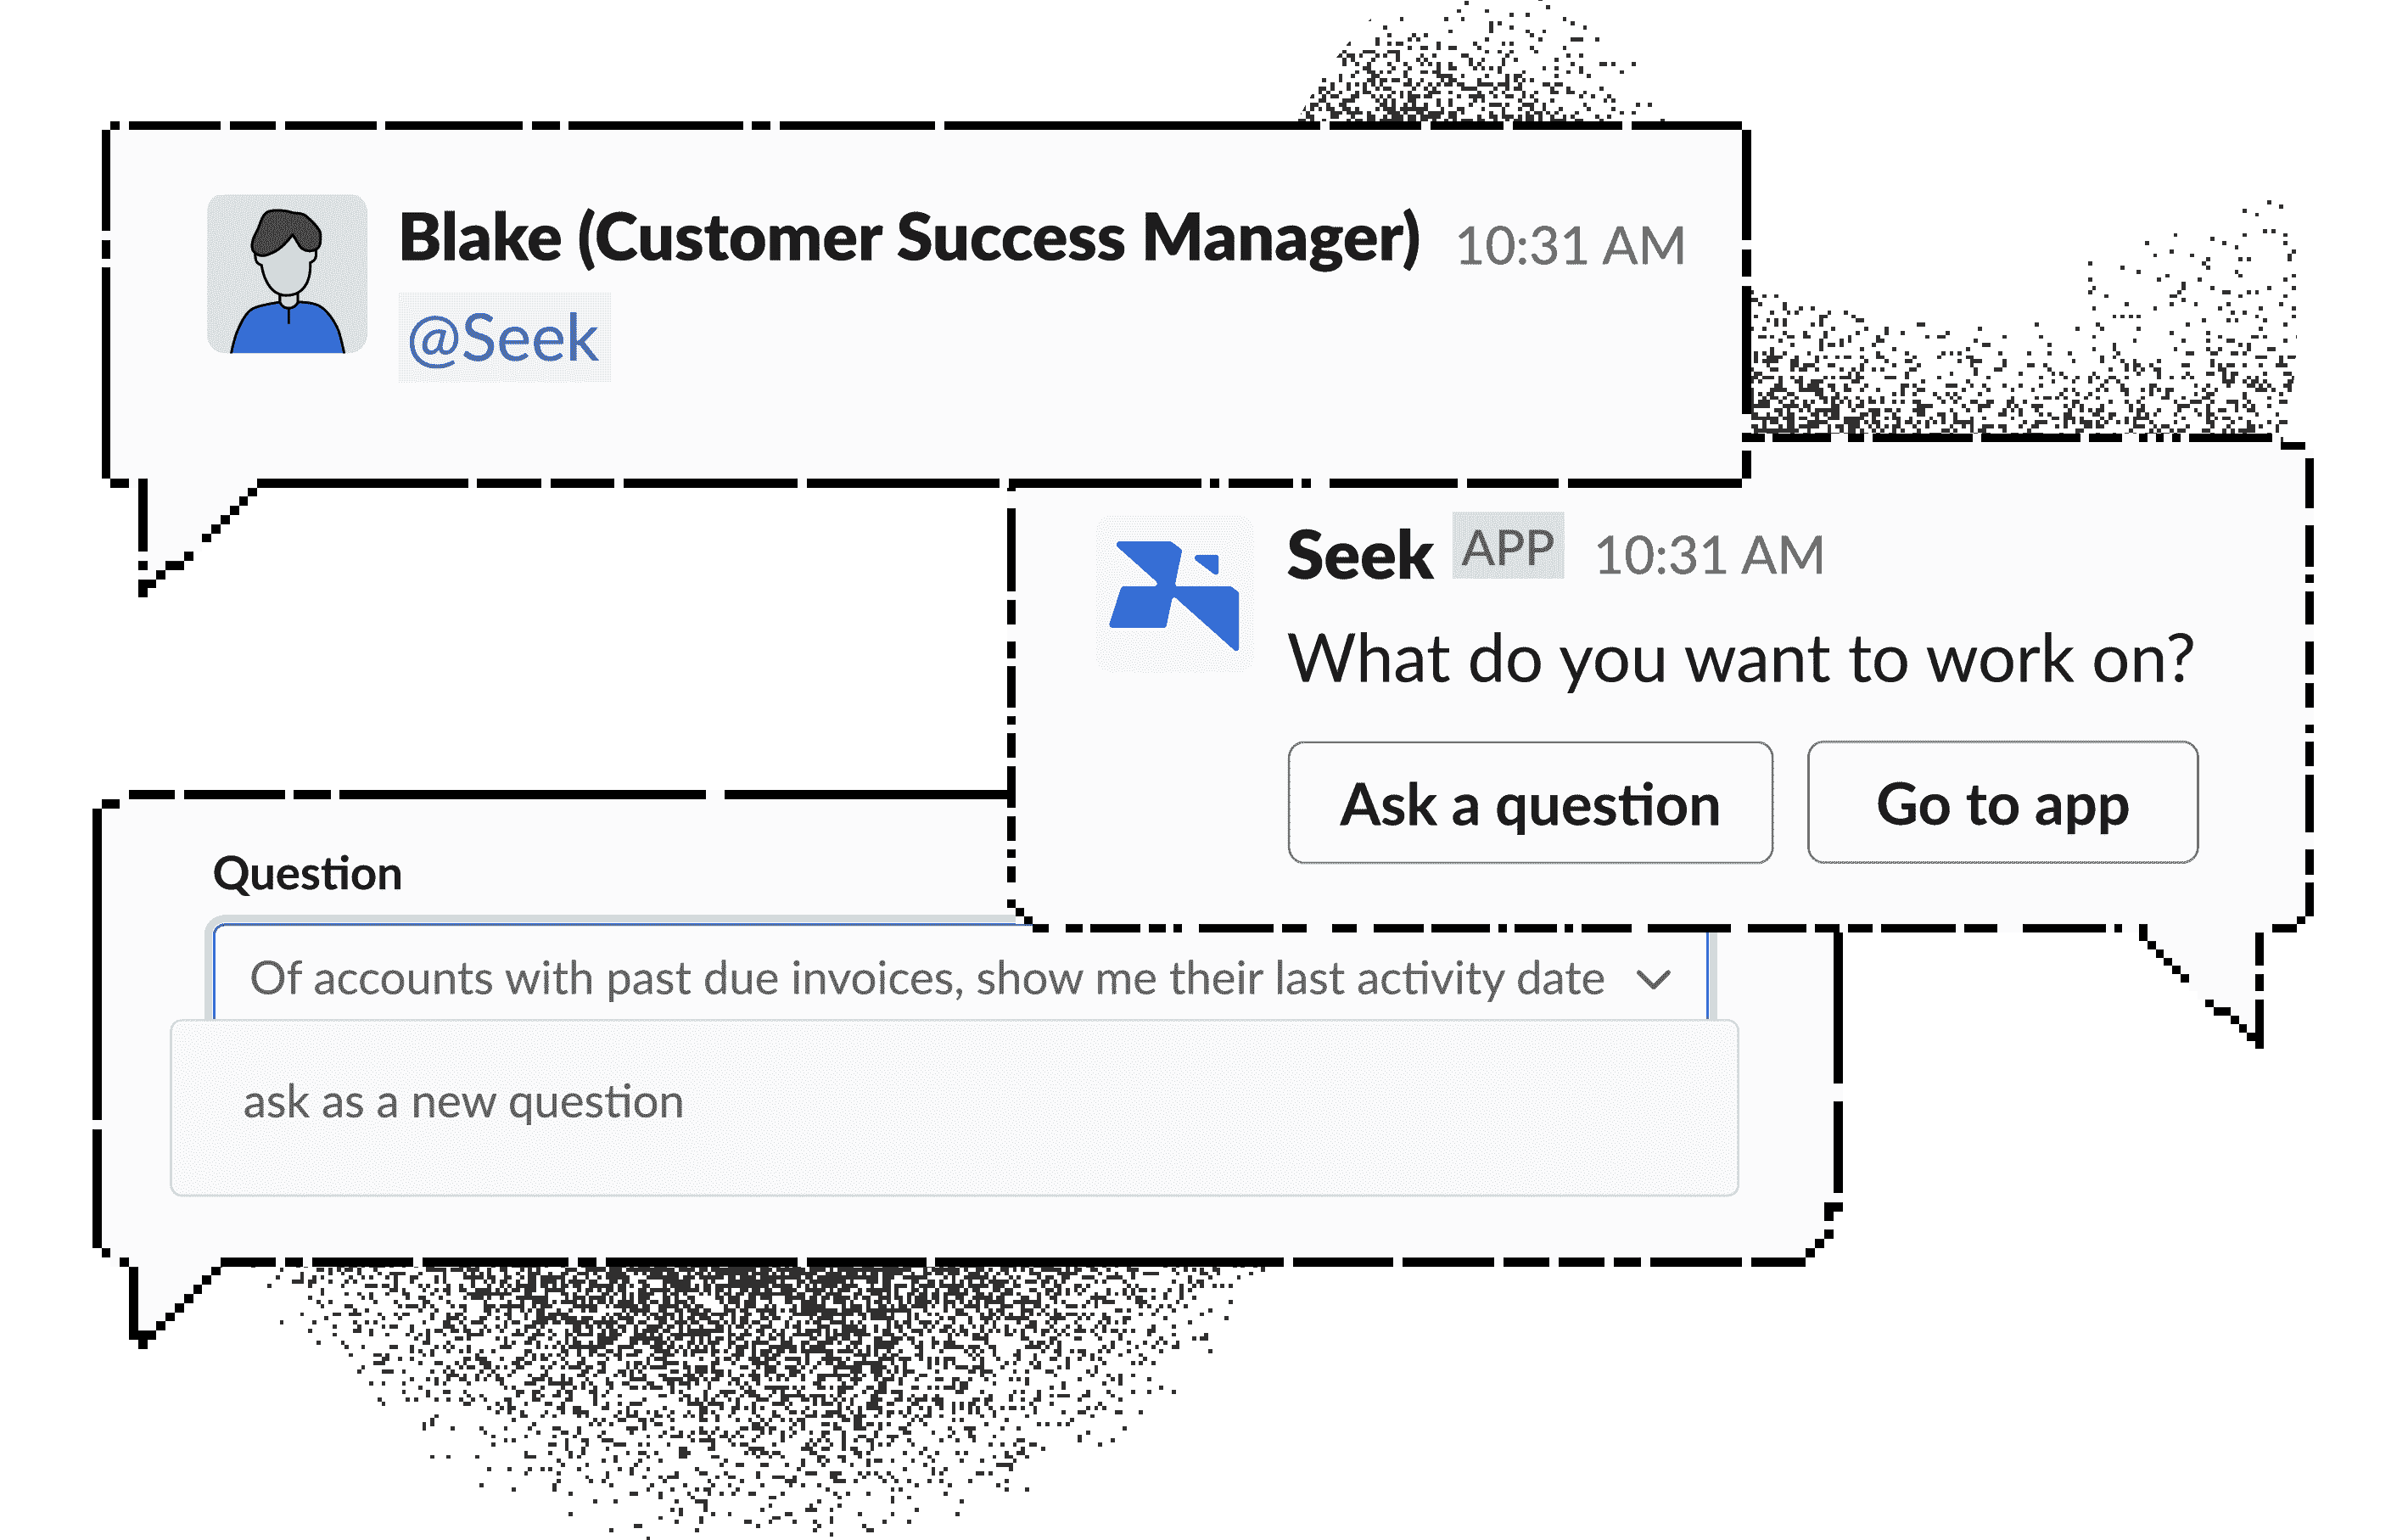 Blake (Customer Success Manager) 10:31 AM
@Seek
Seek APP 10:31 AM
What do you want to work on?
Ask a question Go to app
Question
Of accounts with past due invoices, show me their last activity date
ask as a new question